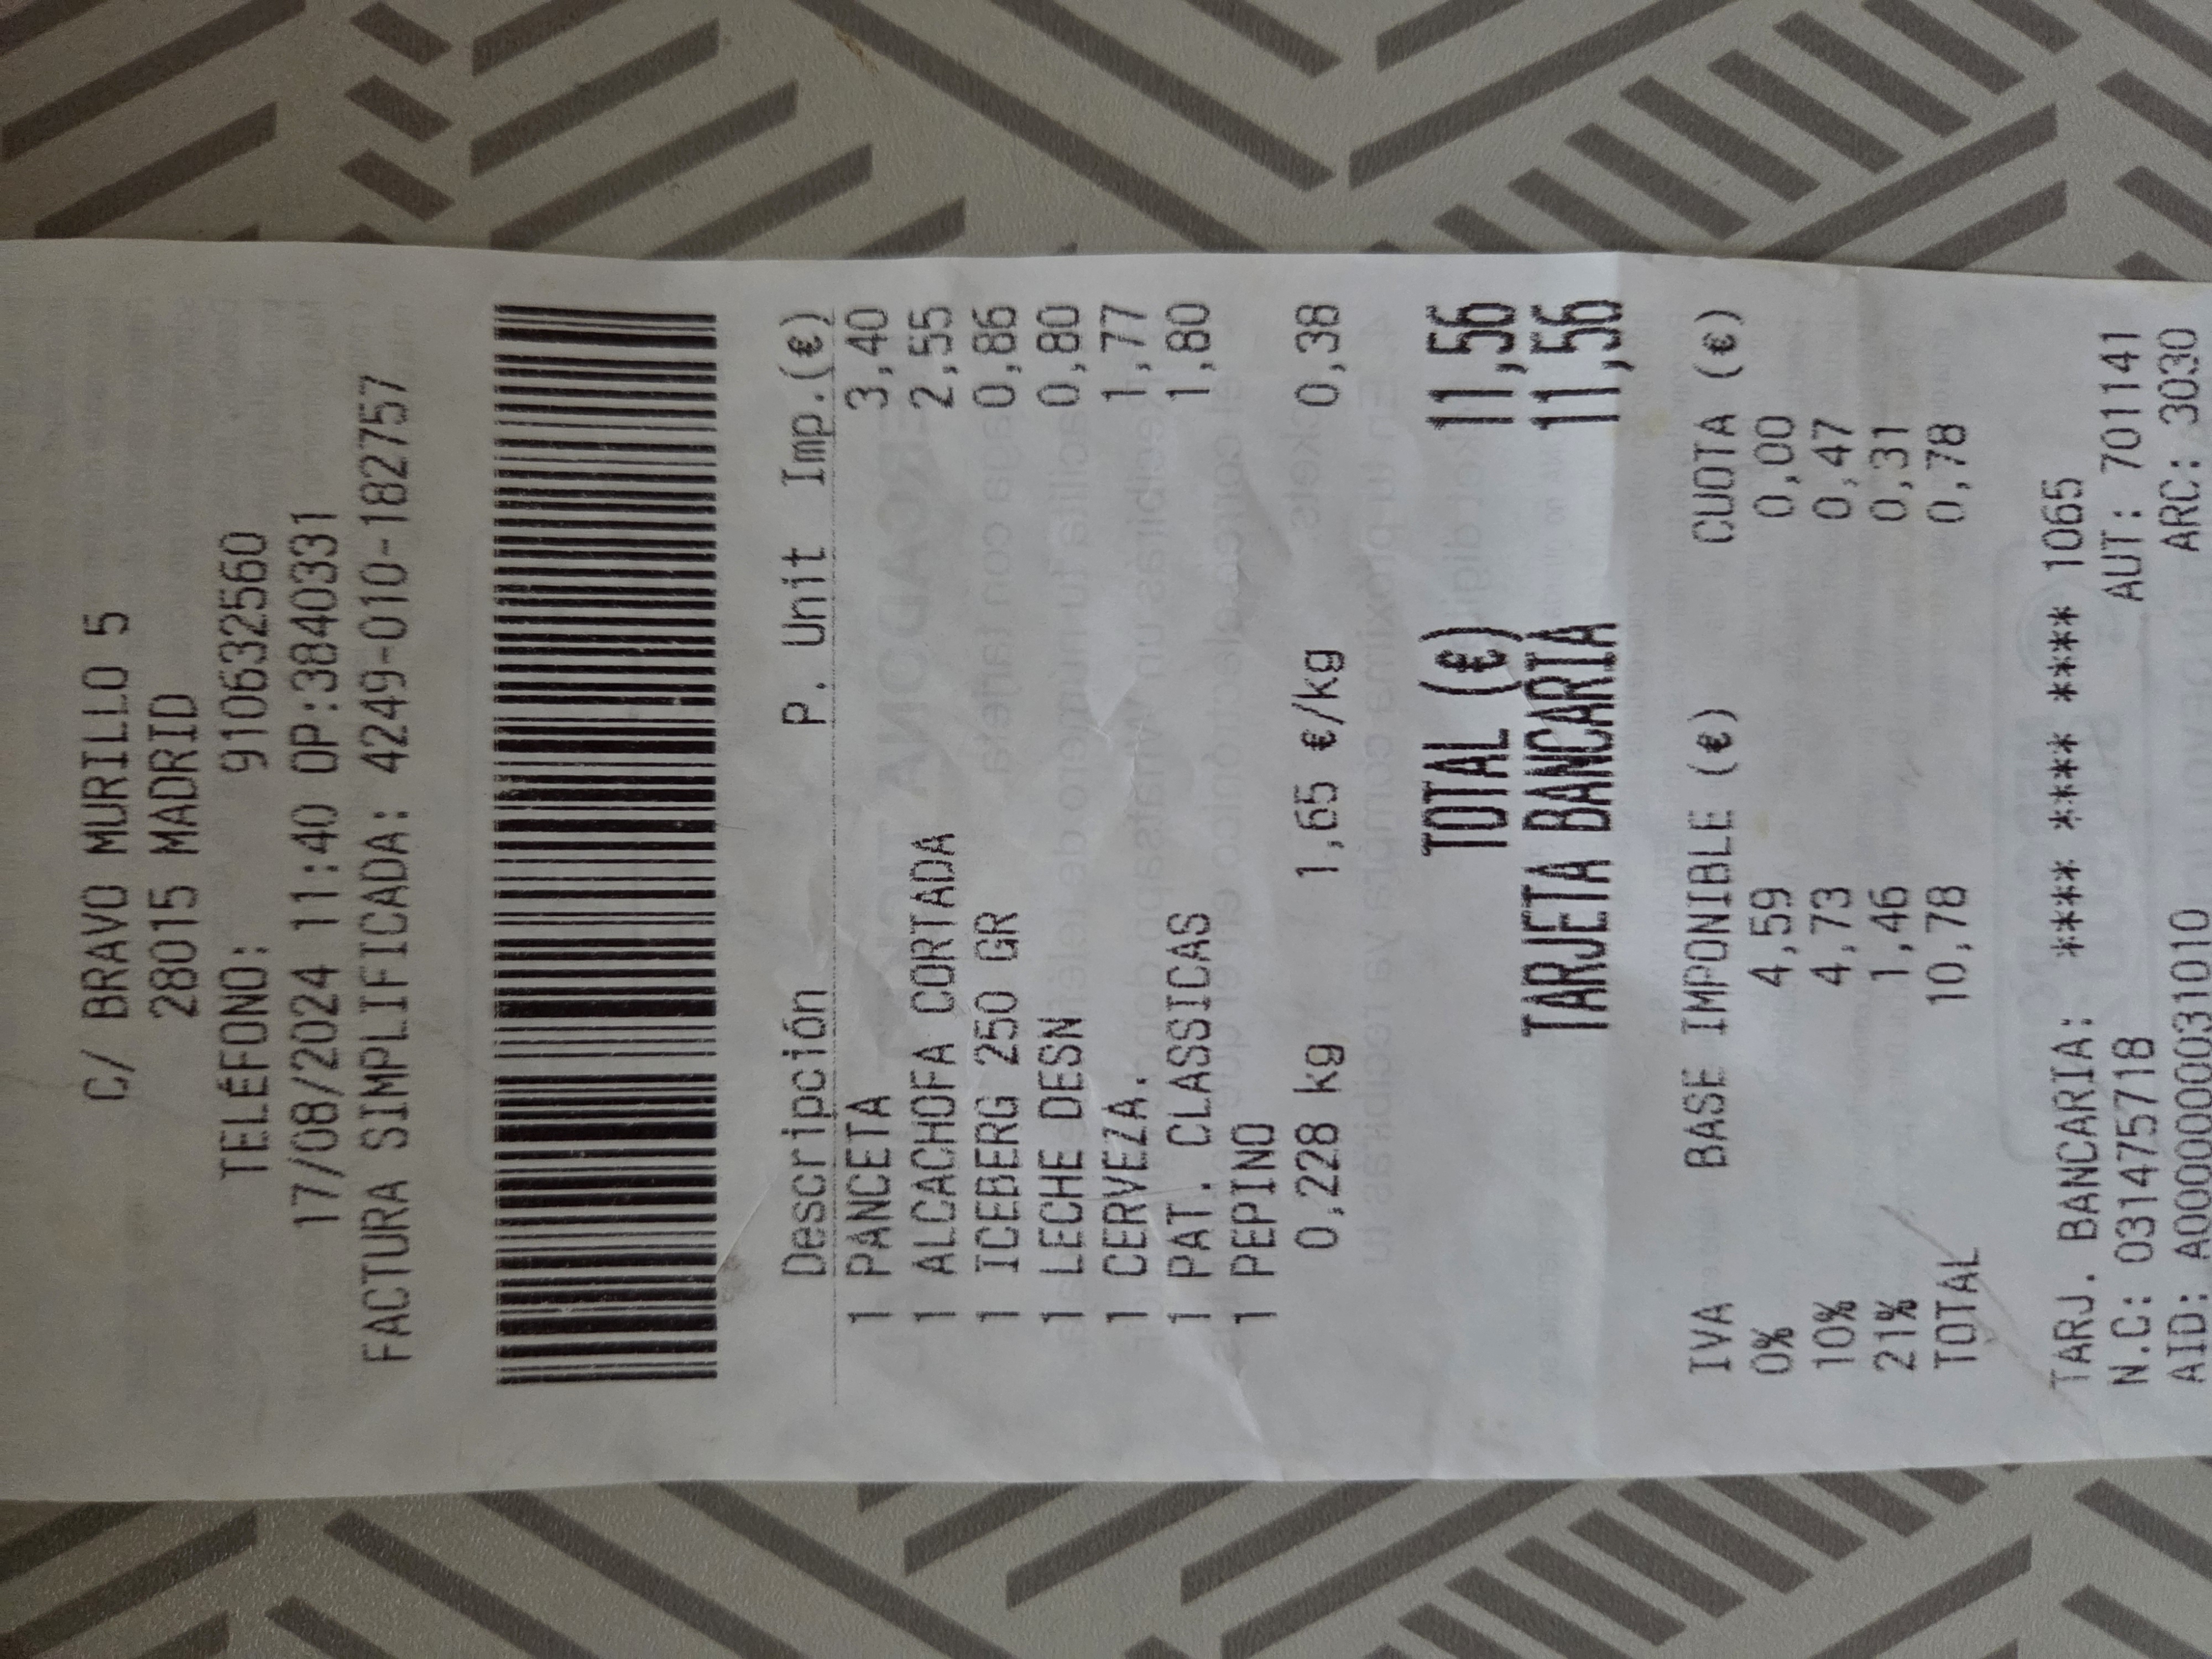 C/ BRAVO MURILLO 5
28015 MADRID
TELÉFONO: 910632560
17/08/2024 11:40 OP:3840331
FACTURA SIMPLIFICADA: 4249-010-182757
Descripción P. Unit Imp.(€)
1 PANCETA 3,40
1 ALCACHOFA CORTADA 2,55
1 ICEBERG 250 GR 0,86
1 LECHE DESN 0,80
1 CERVEZA. 1,77
1 PAT. CLASSICAS 1,80
1 PEPINO
0,228 kg 1,65 €/kg 0,38
TOTAL (€) 11,56
TARJETA BANCARIA 11,56
IVA BASE IMPONIBLE (€) CUOTA (€)
0% 4,59 0,00
10% 4,73 0,47
21% 1,46 0,31
TOTAL 10,78 0,78
TARJ. BANCARIA: **** **** **** 1065
N.C: 031475718 AUT: 701141
AID: A0000000031010 ARC: 3030